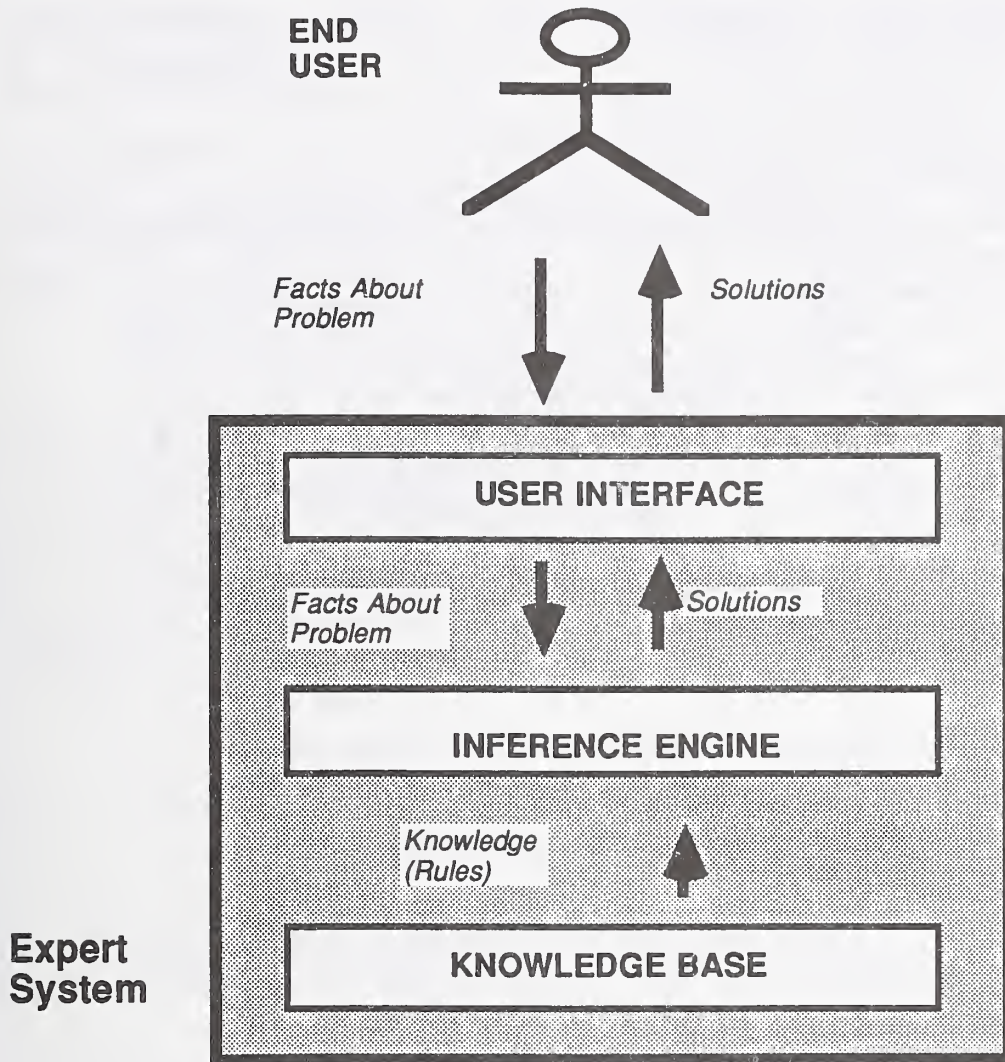 END
USER
Facts About
Problem
Solutions
USER INTERFACE
Facts About
Problem
Solutions
INFERENCE ENGINE
Knowledge
(Rules)
KNOWLEDGE BASE
Expert
System